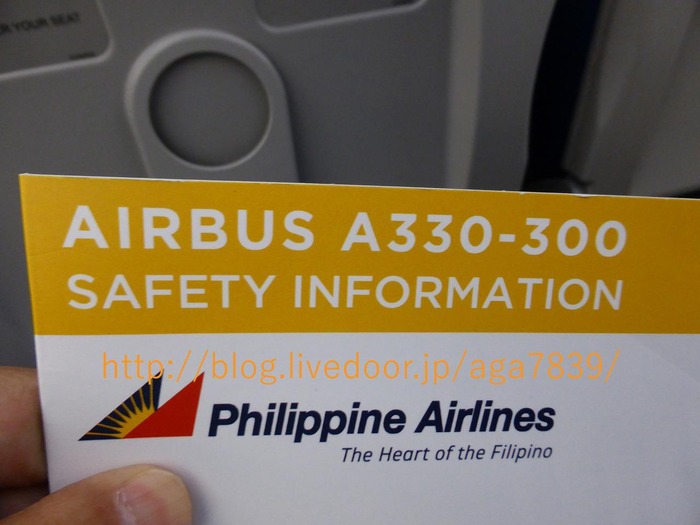 R YOUR SEAT
AIRBUS A330-300
SAFETY INFORMATION
http://blog.livedoor.jp/aga7839/
Philippine Airlines
The Heart of the Filipino